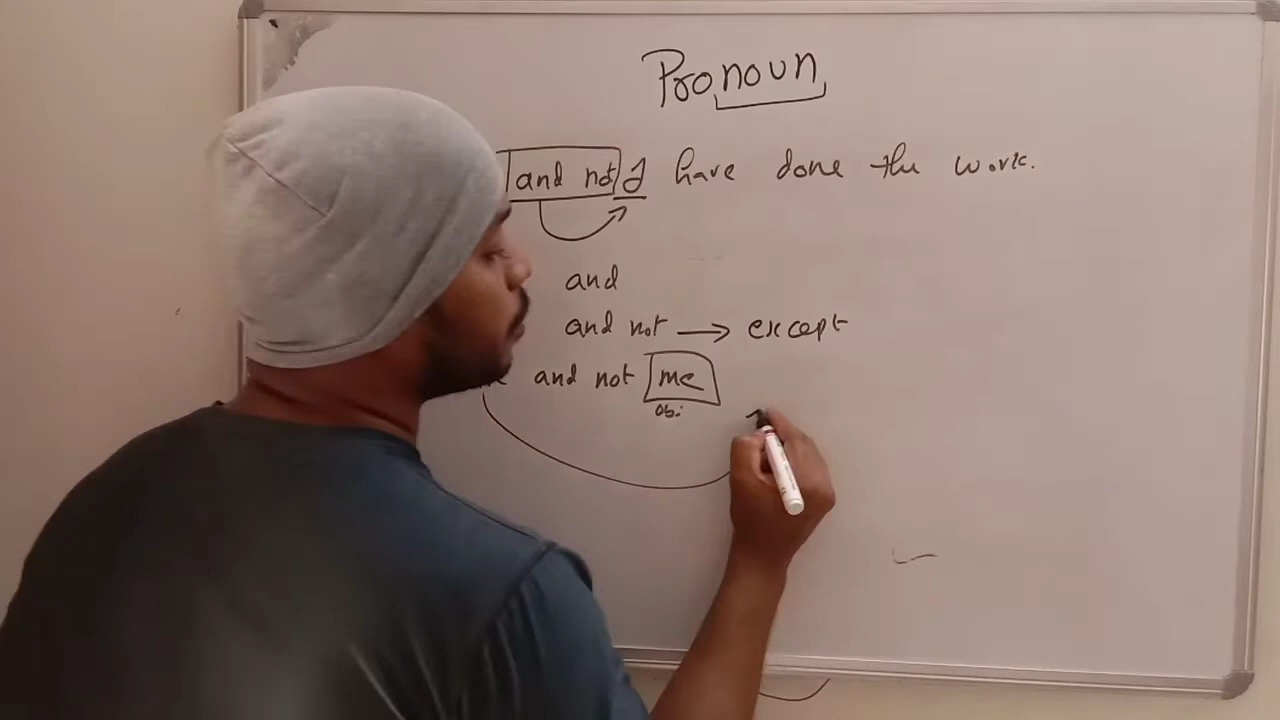 Pronoun
and not I have done the work.
and
and not → except
and not me
obj